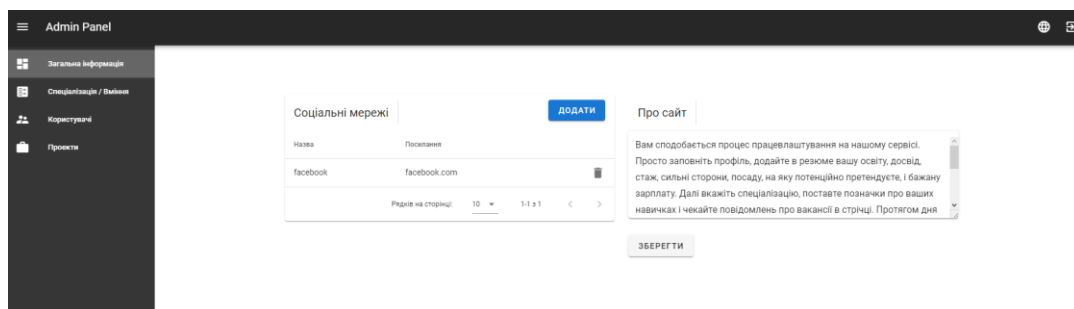 Admin Panel
Загальна інформація
Спеціалізація / Вміння
Користувачі
Проекти
Соціальні мережі
ДОДАТИ
Назва Посилання
facebook facebook.com
Рядків на сторінці: 10 1-1 з 1
Про сайт
Вам сподобається процес працевлаштування на нашому сервісі.
Просто заповніть профіль, додайте в резюме вашу освіту, досвід,
стаж, сильні сторони, посаду, на яку потенційно претендуєте, і бажану
зарплату. Далі вкажіть спеціалізацію, поставте позначки про ваших
навичках і чекайте повідомлень про вакансії в стрічці. Протягом дня
ЗБЕРЕГТИ